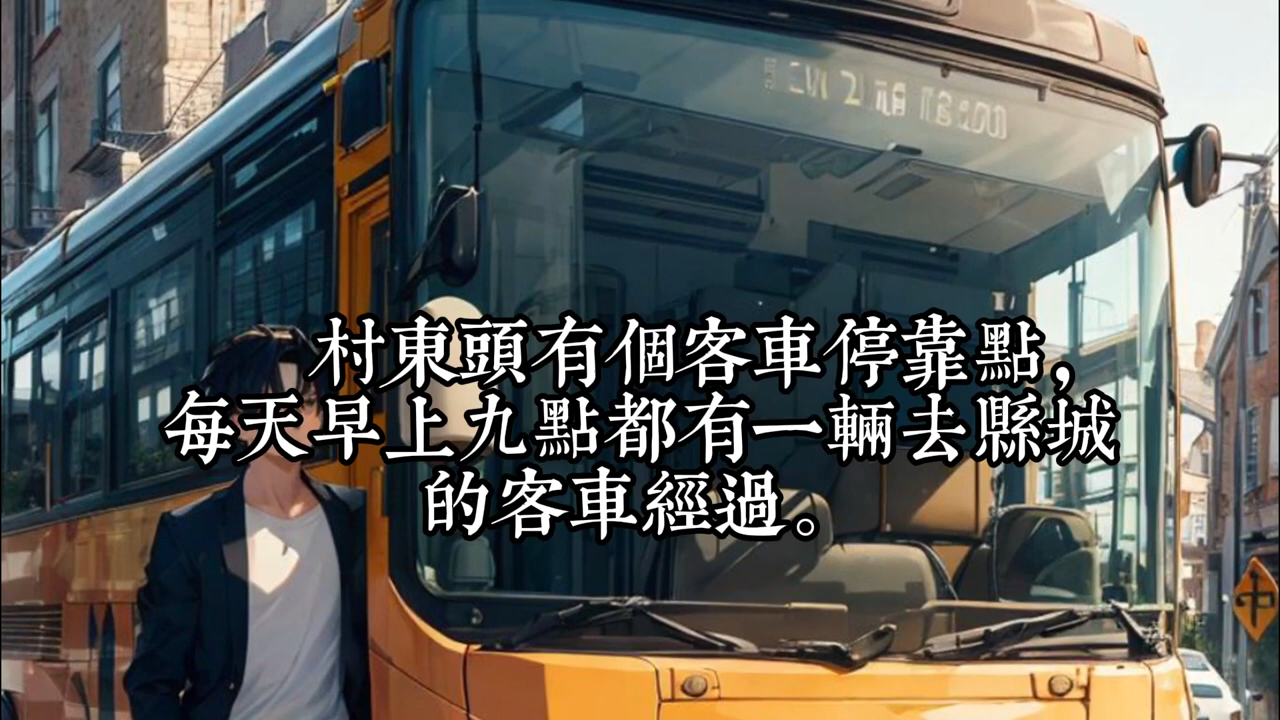 村東頭有個客車停靠點,
每天早上九點都有一輛去縣城
的客車經過。